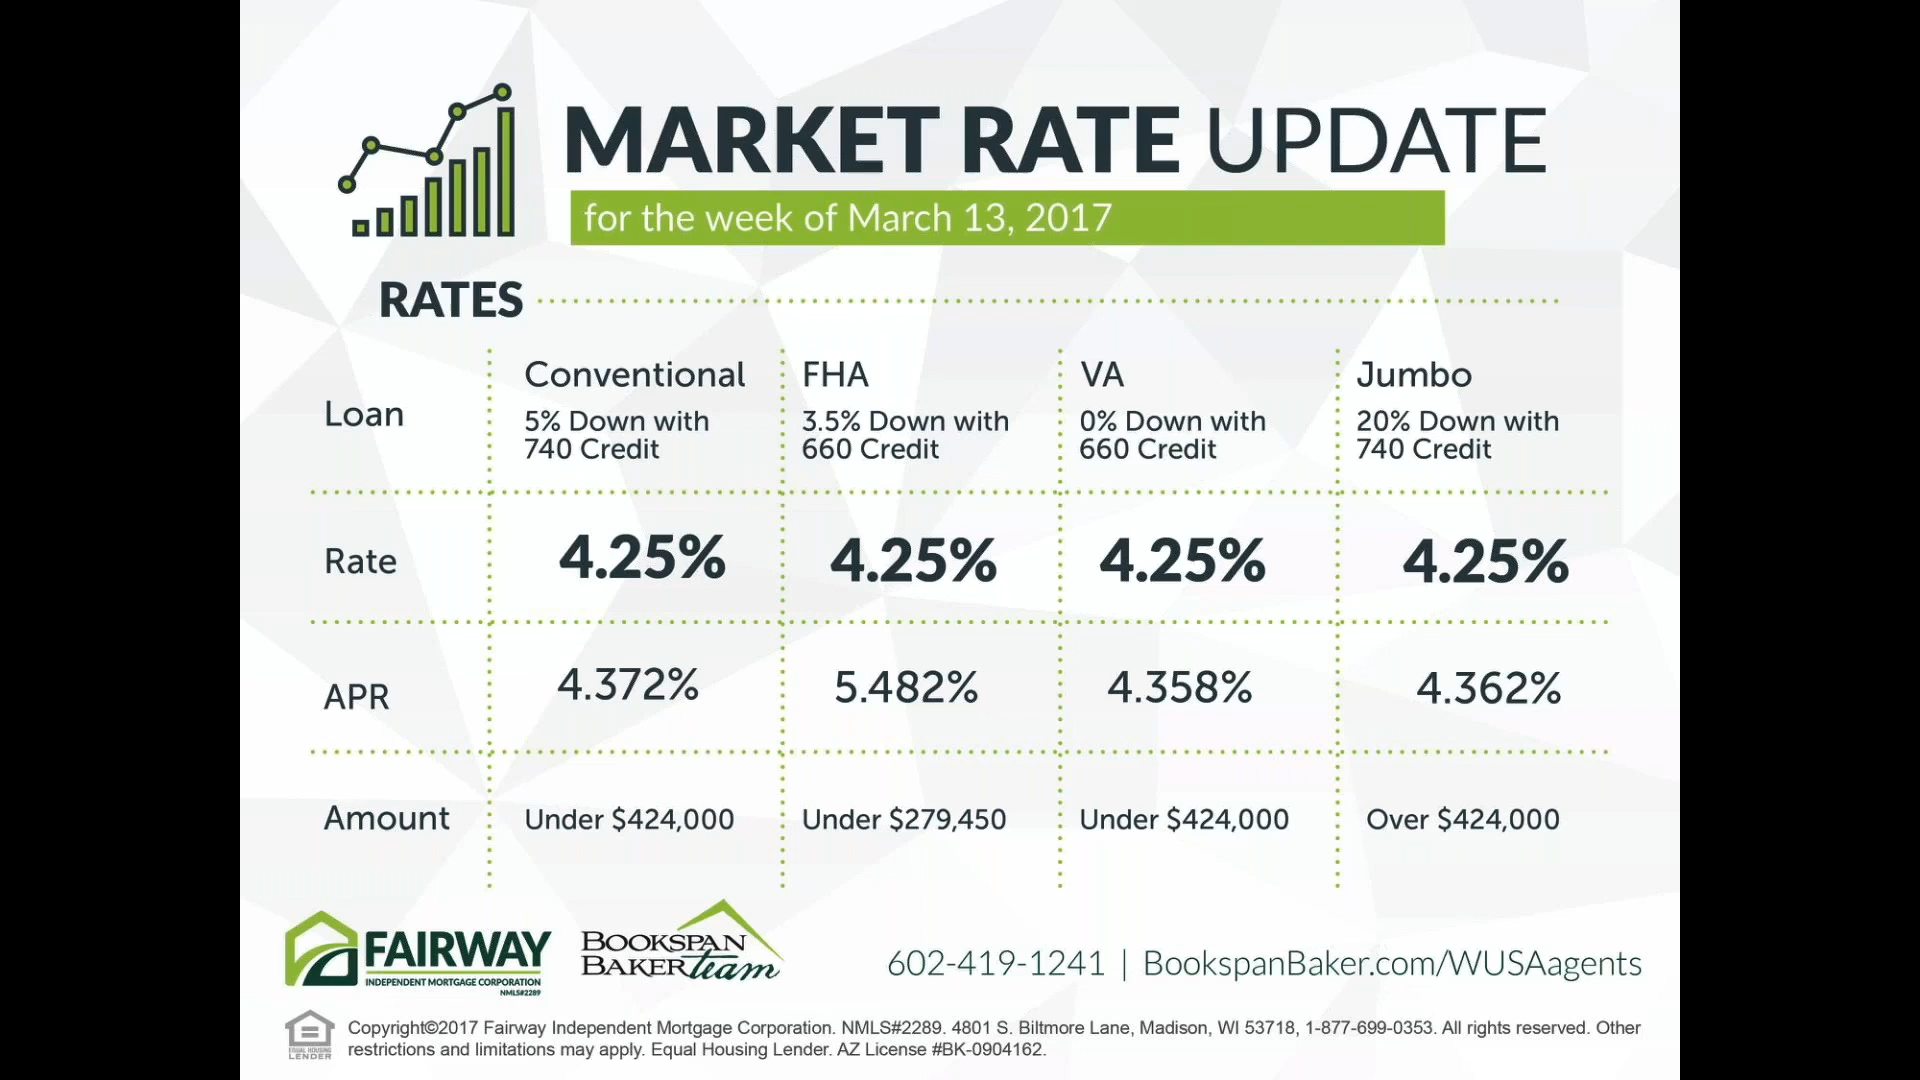 MARKET RATE UPDATE
for the week of March 13, 2017
RATES
Loan
Conventional
5% Down with
740 Credit
FHA
3.5% Down with
660 Credit
VA
0% Down with
660 Credit
Jumbo
20% Down with
740 Credit
Rate 4.25% 4.25% 4.25% 4.25%
APR 4.372% 5.482% 4.358% 4.362%
Amount Under $424,000 Under $279,450 Under $424,000 Over $424,000
FAIRWAY
INDEPENDENT MORTGAGE CORPORATION
NMLS#2289
BOOKSPAN
BAKER team
602-419-1241 | BookspanBaker.com/WUSAagents
EQUAL HOUSING
LENDER
Copyright©2017 Fairway Independent Mortgage Corporation. NMLS#2289. 4801 S. Biltmore Lane, Madison, WI 53718, 1-877-699-0353. All rights reserved. Other
restrictions and limitations may apply. Equal Housing Lender. AZ License #BK-0904162.